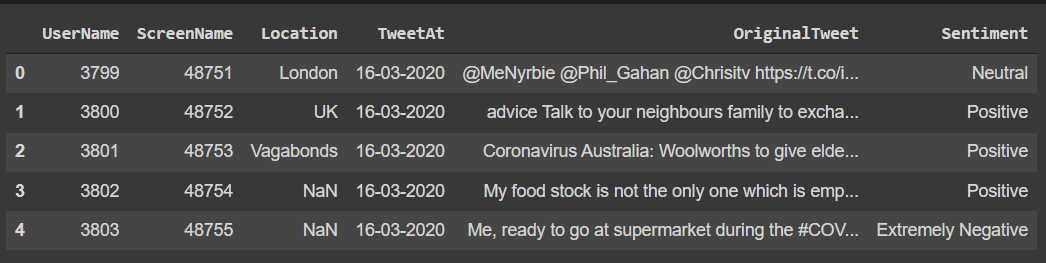 UserName ScreenName Location TweetAt OriginalTweet Sentiment
0 3799 48751 London 16-03-2020 @MeNyrbie @Phil_Gahan @Chrisitv https://t.co/i... Neutral
1 3800 48752 UK 16-03-2020 advice Talk to your neighbours family to excha... Positive
2 3801 48753 Vagabonds 16-03-2020 Coronavirus Australia: Woolworths to give elde... Positive
3 3802 48754 NaN 16-03-2020 My food stock is not the only one which is emp... Positive
4 3803 48755 NaN 16-03-2020 Me, ready to go at supermarket during the #COV... Extremely Negative